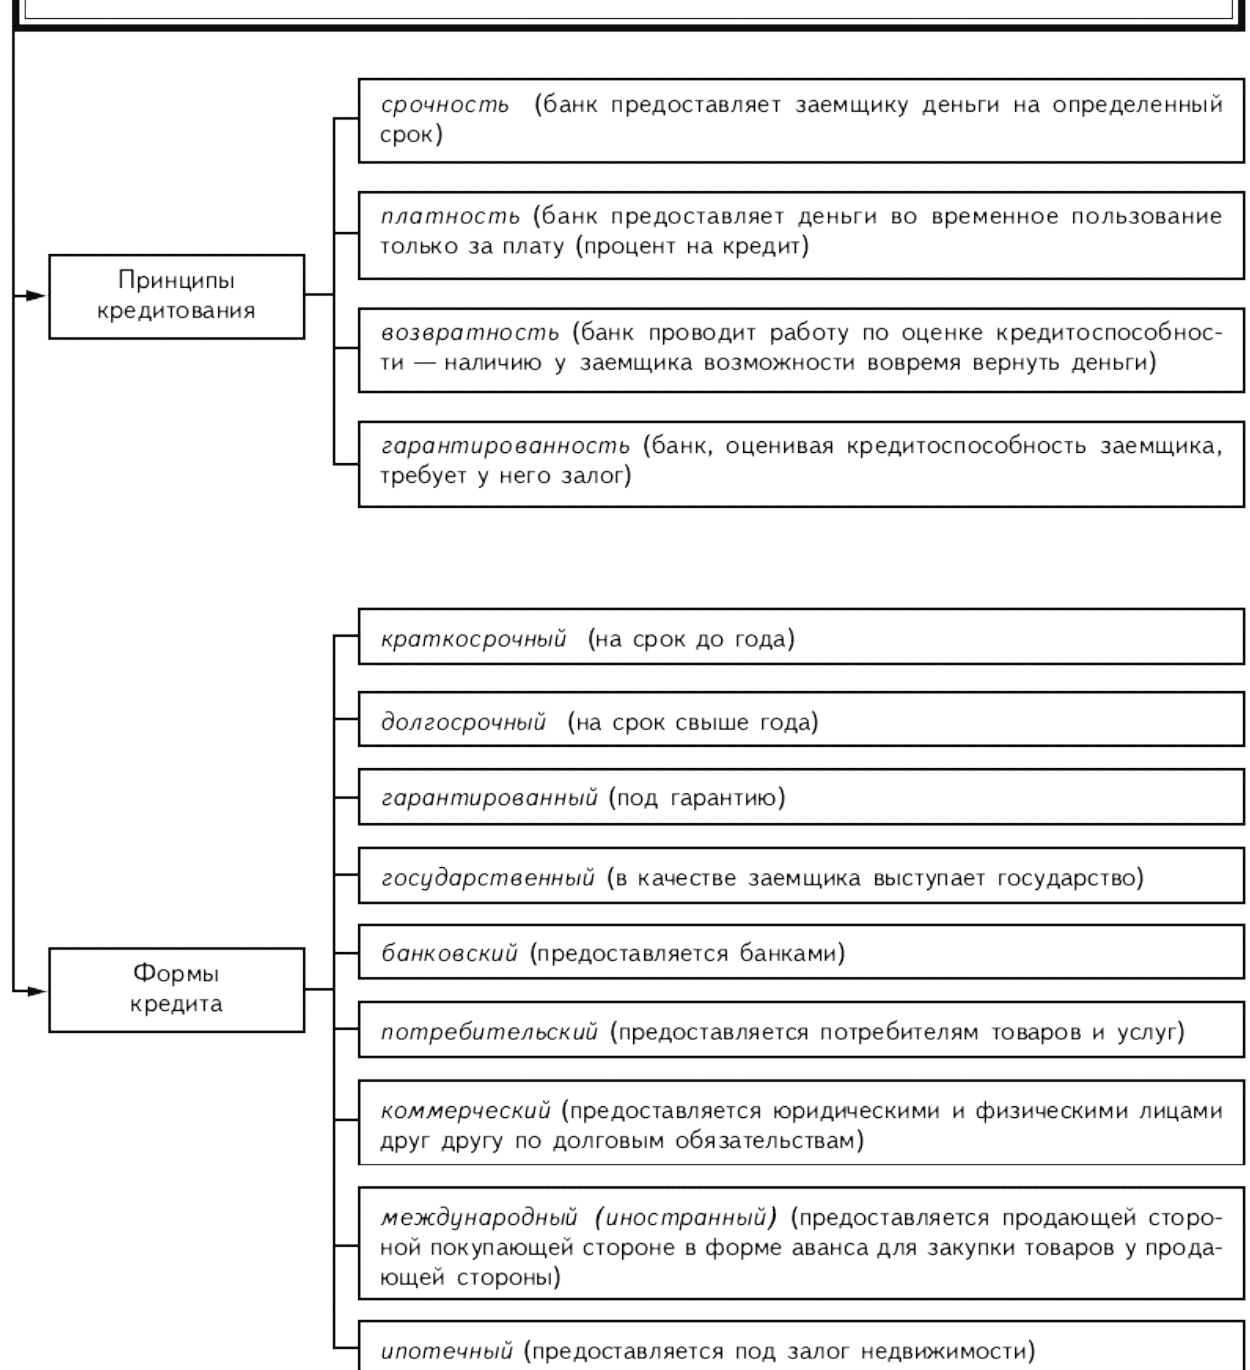 Принципы
кредитования
срочность (банк предоставляет заемщику деньги на определенный
срок)
платность (банк предоставляет деньги во временное пользование
только за плату (процент на кредит)
возвратность (банк проводит работу по оценке кредитоспособнос-
ти — наличию у заемщика возможности вовремя вернуть деньги)
гарантированность (банк, оценивая кредитоспособность заемщика,
требует у него залог)
Формы
кредита
краткосрочный (на срок до года)
долгосрочный (на срок свыше года)
гарантированный (под гарантию)
государственный (в качестве заемщика выступает государство)
банковский (предоставляется банками)
потребительский (предоставляется потребителям товаров и услуг)
коммерческий (предоставляется юридическими и физическими лицами
друг другу по долговым обязательствам)
международный (иностранный) (предоставляется продающей сторо-
ной покупающей стороне в форме аванса для закупки товаров у прода-
ющей стороны)
ипотечный (предоставляется под залог недвижимости)